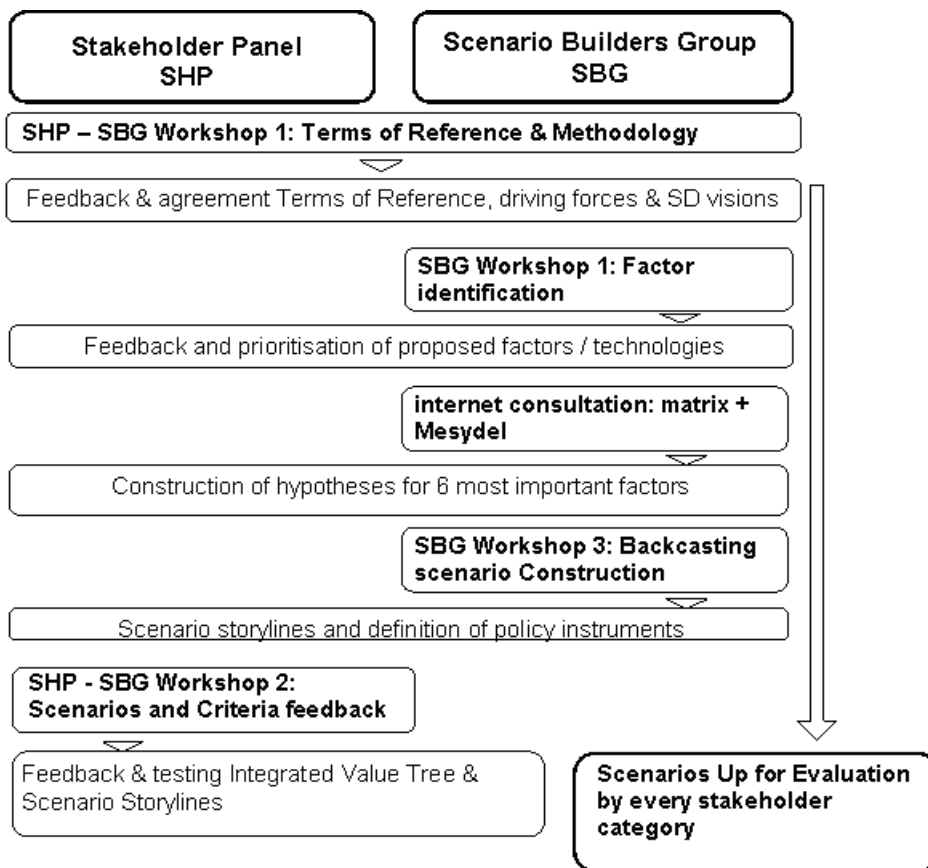 Stakeholder Panel
SHP
Scenario Builders Group
SBG
SHP – SBG Workshop 1: Terms of Reference & Methodology
Feedback & agreement Terms of Reference, driving forces & SD visions
SBG Workshop 1: Factor
identification
Feedback and prioritisation of proposed factors / technologies
internet consultation: matrix +
Mesydel
Construction of hypotheses for 6 most important factors
SBG Workshop 3: Backcasting
scenario Construction
Scenario storylines and definition of policy instruments
SHP - SBG Workshop 2:
Scenarios and Criteria feedback
Feedback & testing Integrated Value Tree &
Scenario Storylines
Scenarios Up for Evaluation
by every stakeholder
category